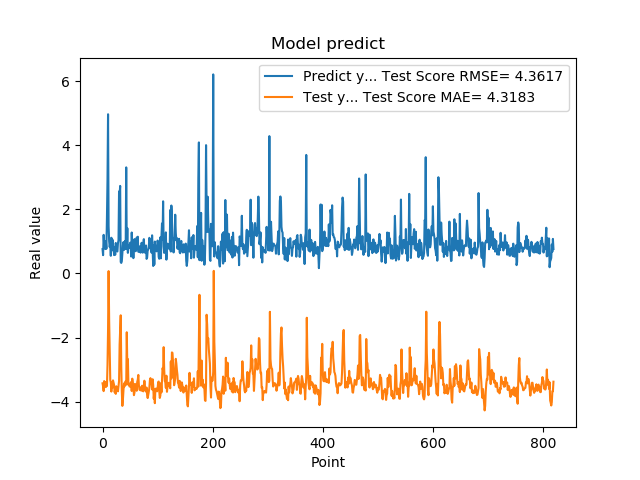 Model predict
Predict y... Test Score RMSE= 4.3617
Test y... Test Score MAE= 4.3183
Real value
6
4
2
0
−2
−4
0 200 400 600 800
Point